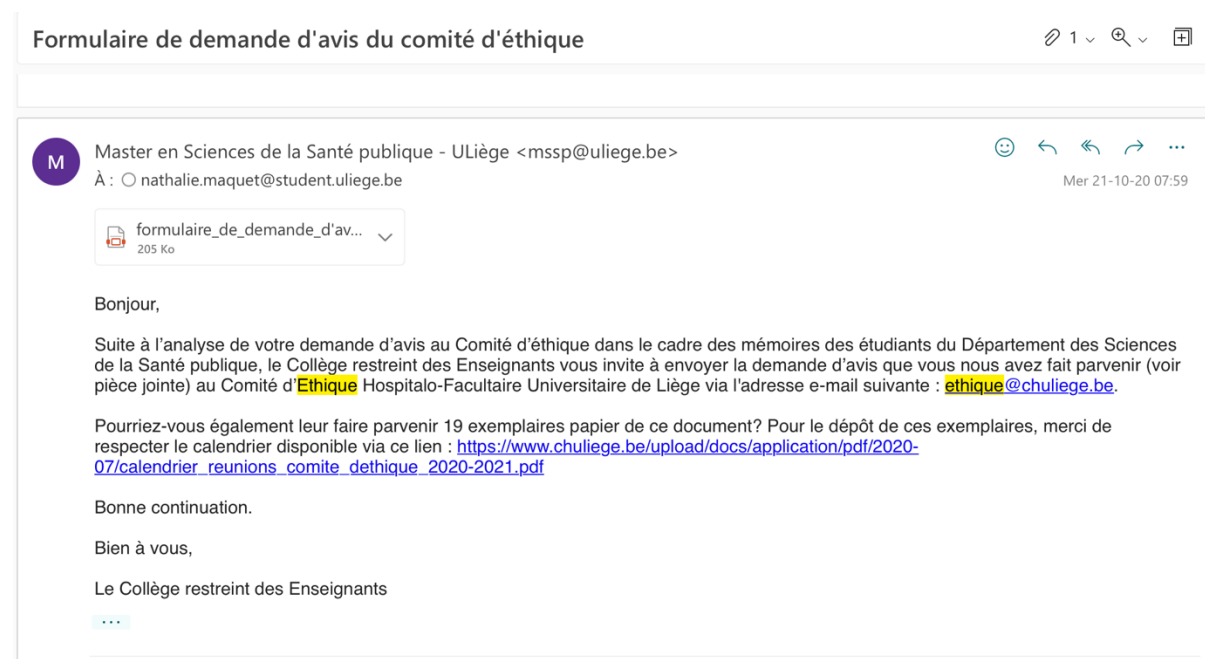 Formulaire de demande d'avis du comité d'éthique
1
M
Master en Sciences de la Santé publique - ULiège <mssp@uliege.be>
À : nathalie.maquet@student.uliege.be
Mer 21-10-20 07:59
formulaire_de_demande_d'av...
205 Ko
Bonjour,
Suite à l'analyse de votre demande d'avis au Comité d'éthique dans le cadre des mémoires des étudiants du Département des Sciences
de la Santé publique, le Collège restreint des Enseignants vous invite à envoyer la demande d'avis que vous nous avez fait parvenir (voir
pièce jointe) au Comité d'Ethique Hospitalo-Facultaire Universitaire de Liège via l'adresse e-mail suivante : ethique@chuliege.be.
Pourriez-vous également leur faire parvenir 19 exemplaires papier de ce document? Pour le dépôt de ces exemplaires, merci de
respecter le calendrier disponible via ce lien : https://www.chuliege.be/upload/docs/application/pdf/2020-
07/calendrier_reunions_comite_dethique_2020-2021.pdf
Bonne continuation.
Bien à vous,
Le Collège restreint des Enseignants
...